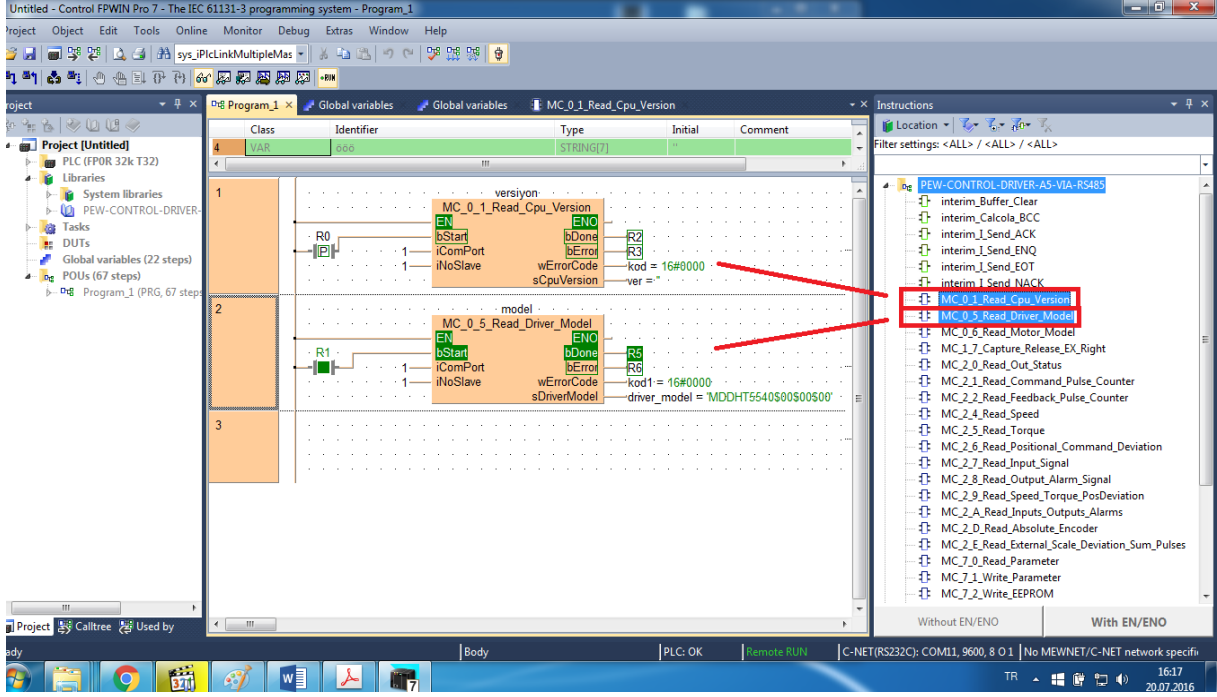 Untitled - Control FPWIN Pro 7 - The IEC 61131-3 programming system - Program_1
Project Object Edit Tools Online Monitor Debug Extras Window Help
sys_iPlcLinkMultipleMas
Project
Project [Untitled]
PLC (FP0R 32k T32)
Libraries
System libraries
PEW-CONTROL-DRIVER-
Tasks
DUTs
Global variables (22 steps)
POUs (67 steps)
Program_1 (PRG, 67 steps
Project Calltree Used by
Program_1 Global variables Global variables MC_0_1_Read_Cpu_Version
Class Identifier Type Initial Comment
4 VAR öòö STRING[7] ''
1
versiyon
MC_0_1_Read_Cpu_Version
EN ENO
R0 bStart bDone R2
P 1 iComPort bError R3
1 iNoSlave wErrorCode kod = 16#8000
sCpuVersion ver = ''
2
model
MC_0_5_Read_Driver_Model
EN ENO
R1 bStart bDone R5
1 iComPort bError R6
1 iNoSlave wErrorCode kod1 = 16#0000
sDriverModel driver_model = 'MDDHT5540$00$00$00'
3
Instructions
Location
Filter settings: <ALL> / <ALL> / <ALL>
PEW-CONTROL-DRIVER-A5-VIA-RS485
interim_Buffer_Clear
interim_Calcola_BCC
interim_I_Send_ACK
interim_I_Send_ENQ
interim_I_Send_EOT
interim_I_Send_NACK
MC_0_1_Read_Cpu_Version
MC_0_5_Read_Driver_Model
MC_0_6_Read_Motor_Model
MC_1_7_Capture_Release_EX_Right
MC_2_0_Read_Out_Status
MC_2_1_Read_Command_Pulse_Counter
MC_2_2_Read_Feedback_Pulse_Counter
MC_2_4_Read_Speed
MC_2_5_Read_Torque
MC_2_6_Read_Positional_Command_Deviation
MC_2_7_Read_Input_Signal
MC_2_8_Read_Output_Alarm_Signal
MC_2_9_Read_Speed_Torque_PosDeviation
MC_2_A_Read_Inputs_Outputs_Alarms
MC_2_D_Read_Absolute_Encoder
MC_2_E_Read_External_Scale_Deviation_Sum_Pulses
MC_7_0_Read_Parameter
MC_7_1_Write_Parameter
MC_7_2_Write_EEPROM
Without EN/ENO With EN/ENO
ady Body PLC: OK Remote RUN C-NET(RS232C): COM11, 9600, 8 O 1 No MEWNET/C-NET network specifi
TR 16:17
20.07.2016